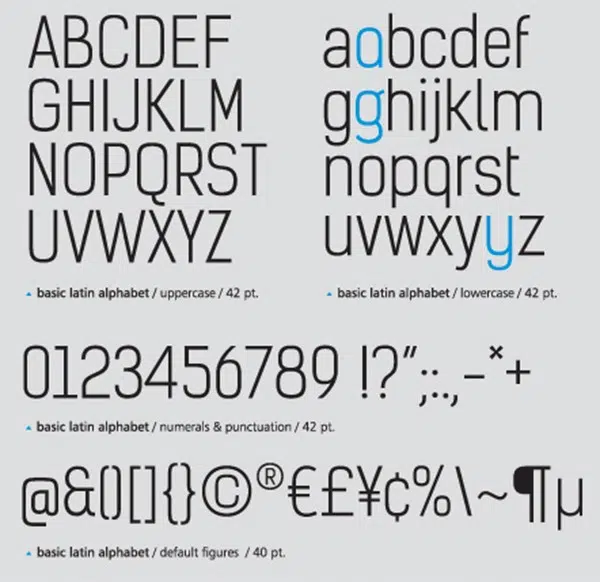 ABCDEF
GHIJKLM
NOPQRST
UVWXYZ
▲ basic latin alphabet / uppercase / 42 pt.
aabcdef
gghijklm
nopqrst
uvwxyyz
▲ basic latin alphabet / lowercase / 42 pt.
0123456789 !?";:.,–×+
▲ basic latin alphabet / numerals & punctuation / 42 pt.
@&()[]{}©®€£¥¢%\~¶µ
▲ basic latin alphabet / default figures / 40 pt.